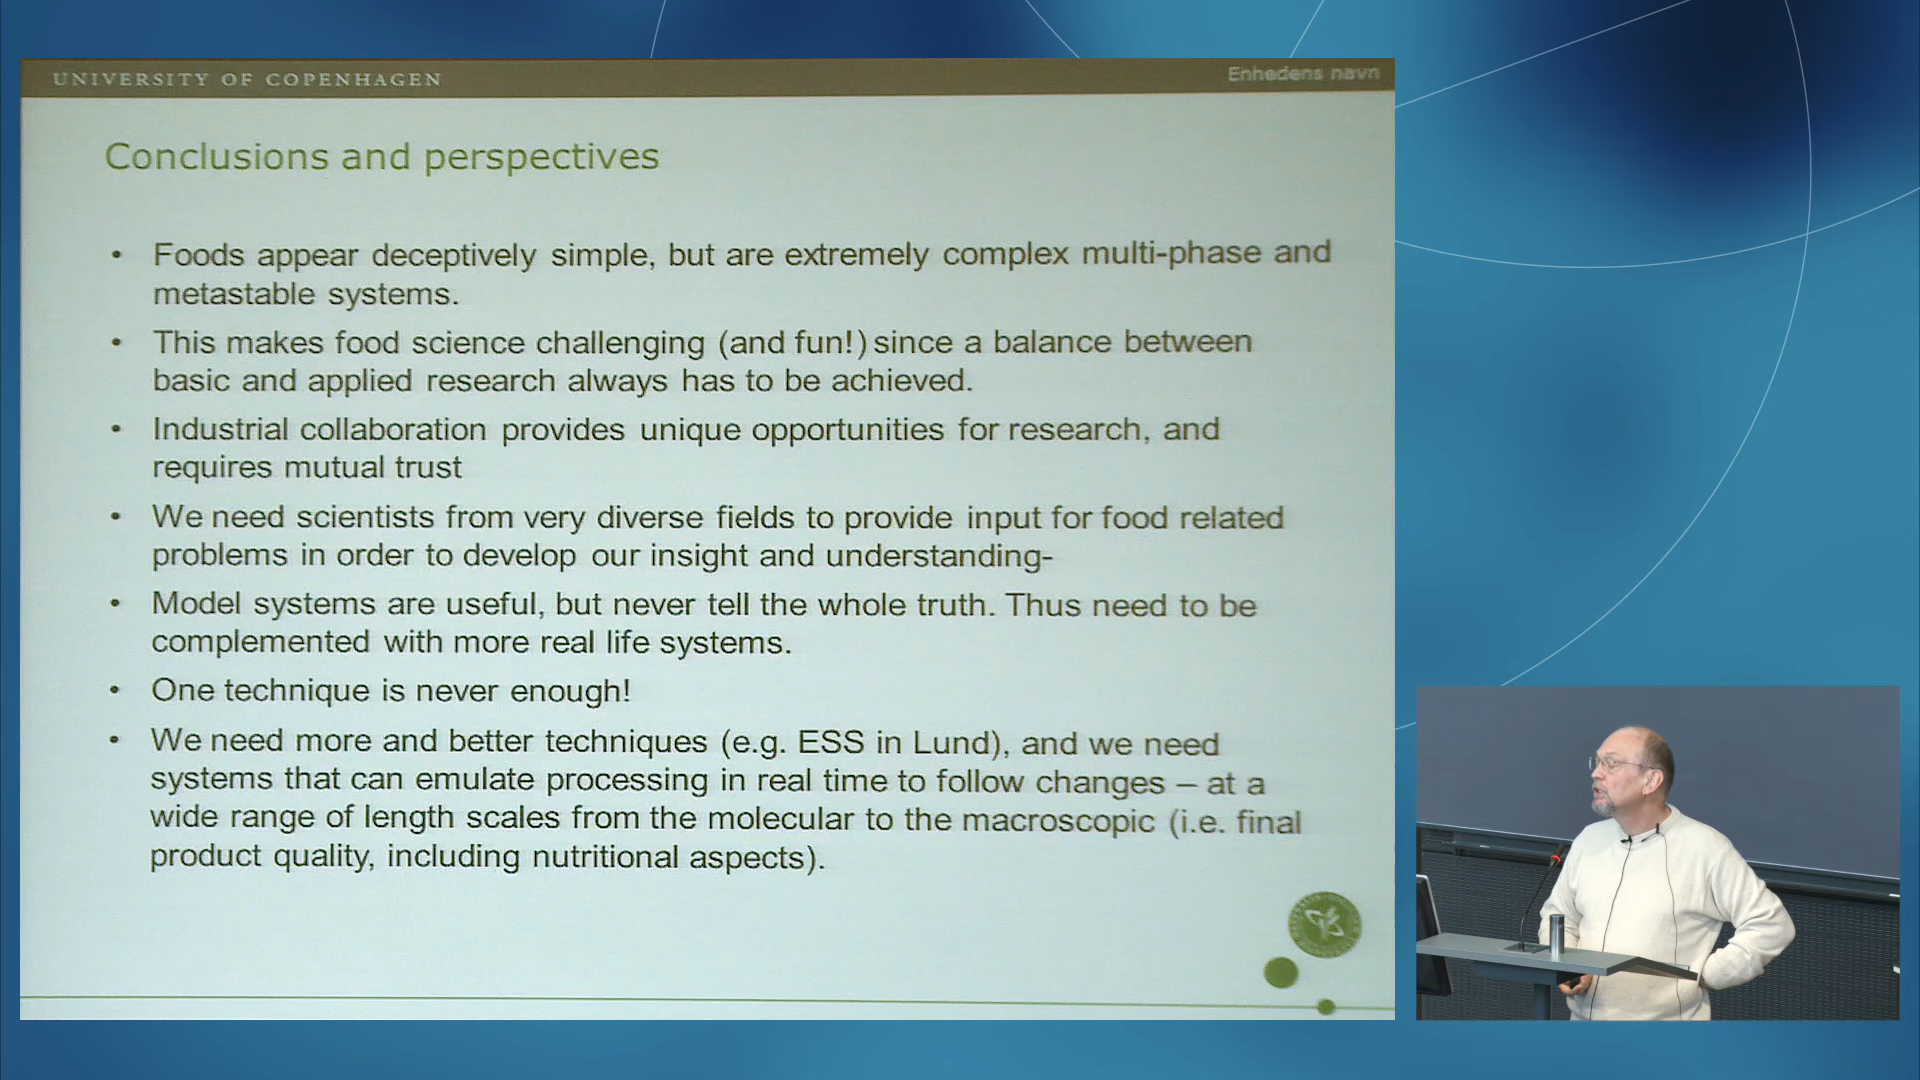 UNIVERSITY OF COPENHAGEN
Enhedens navn
Conclusions and perspectives
• Foods appear deceptively simple, but are extremely complex multi-phase and
metastable systems.
• This makes food science challenging (and fun!) since a balance between
basic and applied research always has to be achieved.
• Industrial collaboration provides unique opportunities for research, and
requires mutual trust
• We need scientists from very diverse fields to provide input for food related
problems in order to develop our insight and understanding-
• Model systems are useful, but never tell the whole truth. Thus need to be
complemented with more real life systems.
• One technique is never enough!
• We need more and better techniques (e.g. ESS in Lund), and we need
systems that can emulate processing in real time to follow changes – at a
wide range of length scales from the molecular to the macroscopic (i.e. final
product quality, including nutritional aspects).